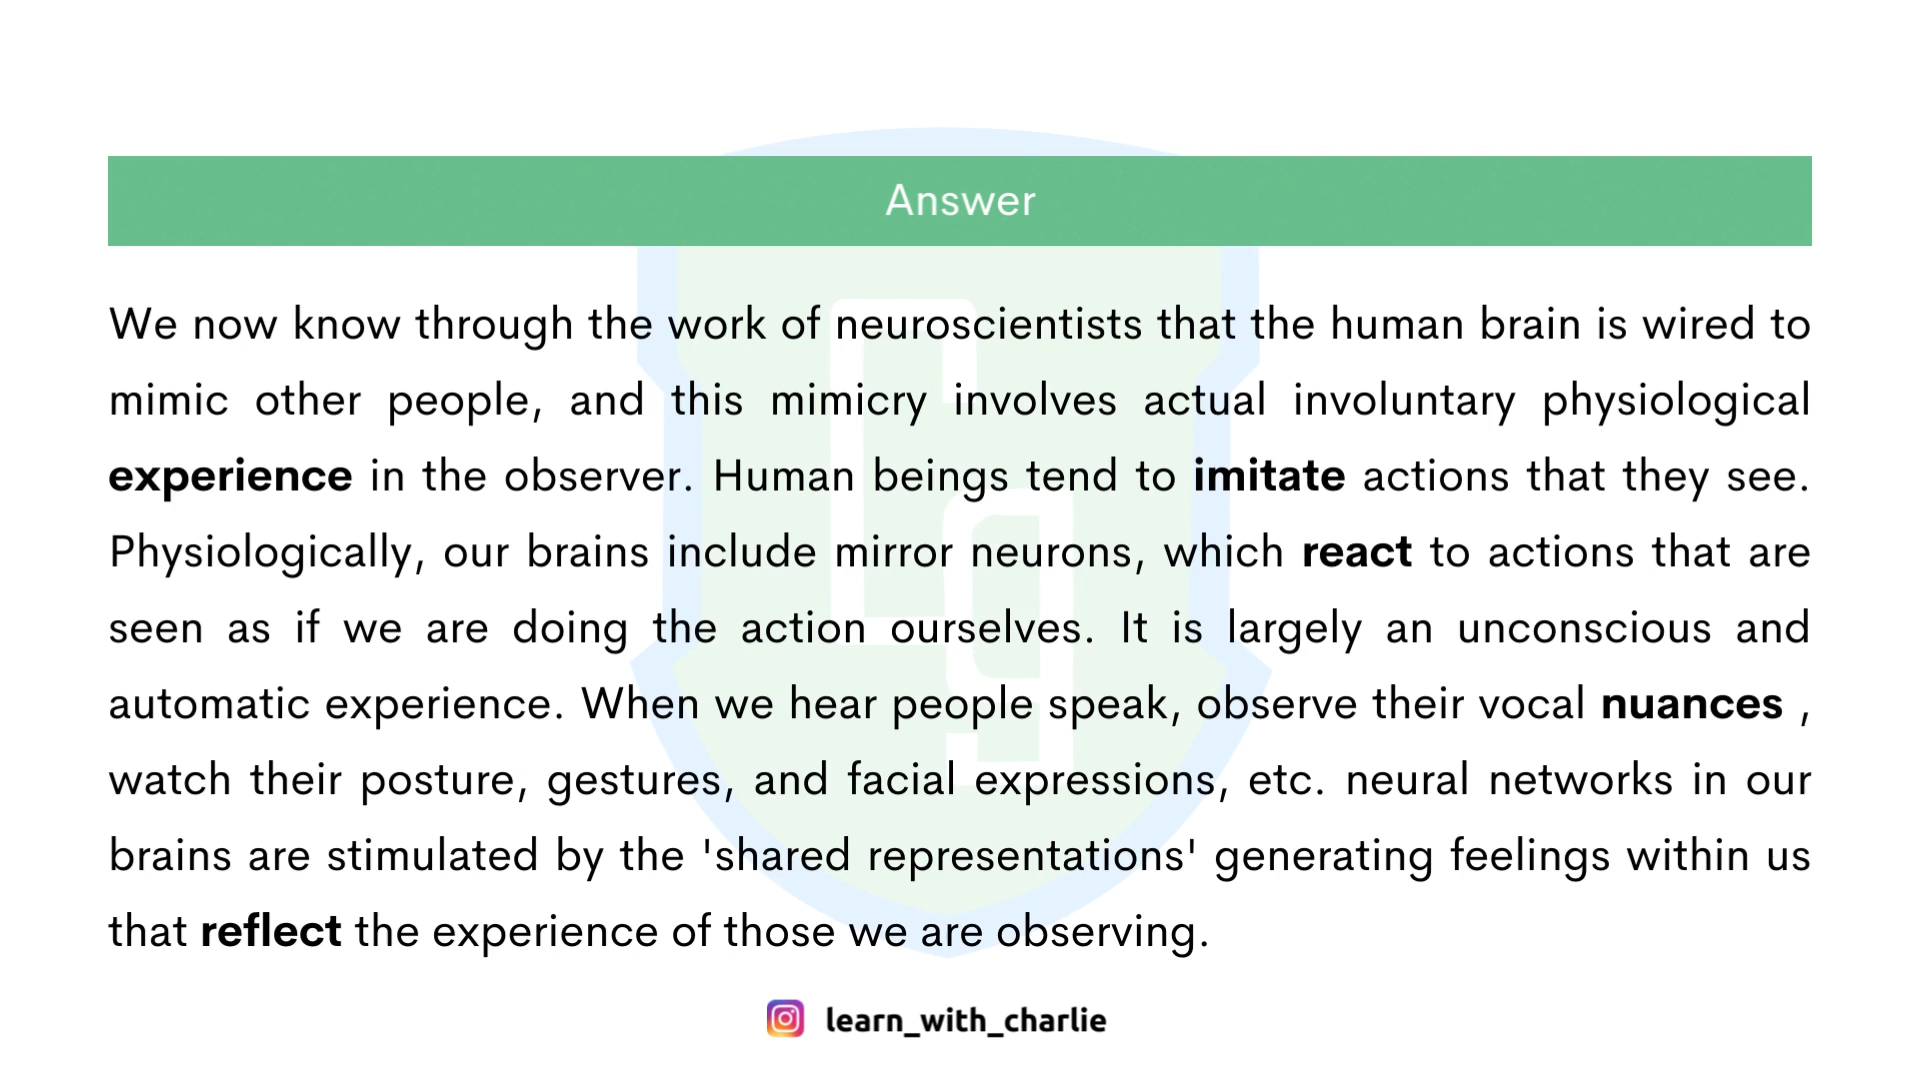 Answer
We now know through the work of neuroscientists that the human brain is wired to
mimic other people, and this mimicry involves actual involuntary physiological
experience in the observer. Human beings tend to imitate actions that they see.
Physiologically, our brains include mirror neurons, which react to actions that are
seen as if we are doing the action ourselves. It is largely an unconscious and
automatic experience. When we hear people speak, observe their vocal nuances ,
watch their posture, gestures, and facial expressions, etc. neural networks in our
brains are stimulated by the 'shared representations' generating feelings within us
that reflect the experience of those we are observing.
learn_with_charlie